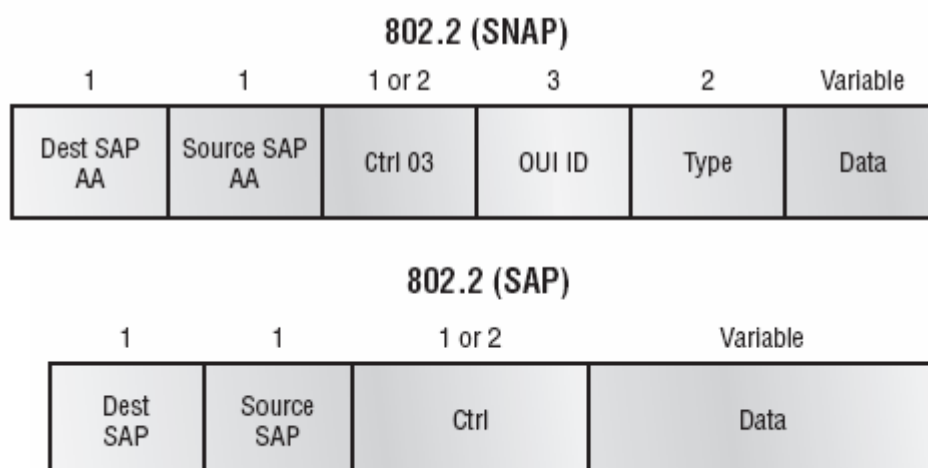 802.2 (SNAP)
1 1 1 or 2 3 2 Variable
Dest SAP
AA
Source SAP
AA
Ctrl 03
OUI ID
Type
Data
802.2 (SAP)
1 1 1 or 2 Variable
Dest
SAP
Source
SAP
Ctrl
Data